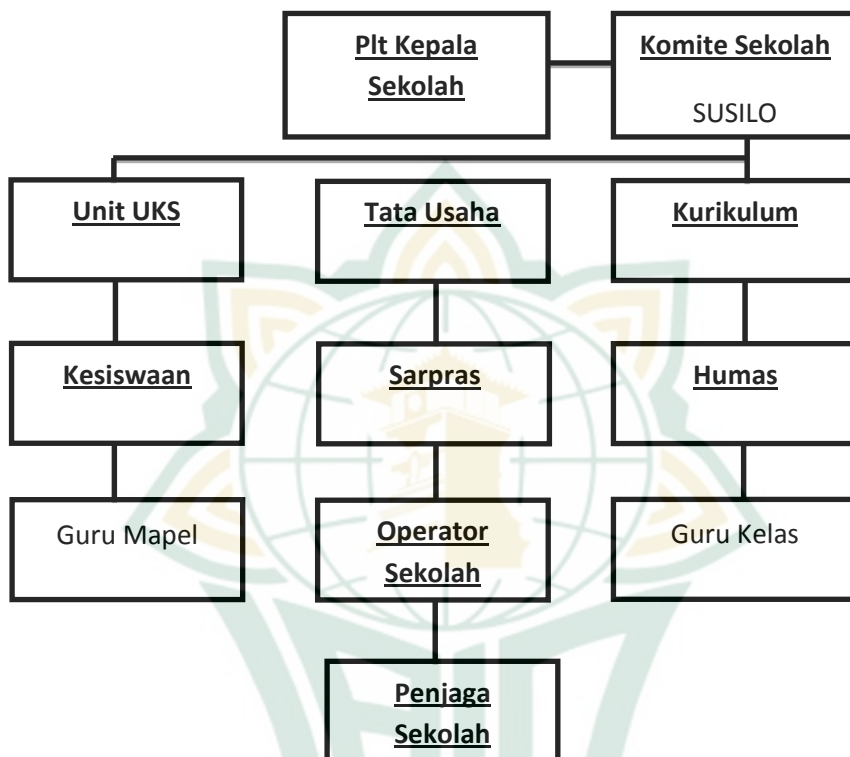 Plt Kepala
Sekolah
Komite Sekolah
SUSILO
Unit UKS
Tata Usaha
Kurikulum
Kesiswaan
Sarpras
Humas
Guru Mapel
Operator
Sekolah
Guru Kelas
Penjaga
Sekolah